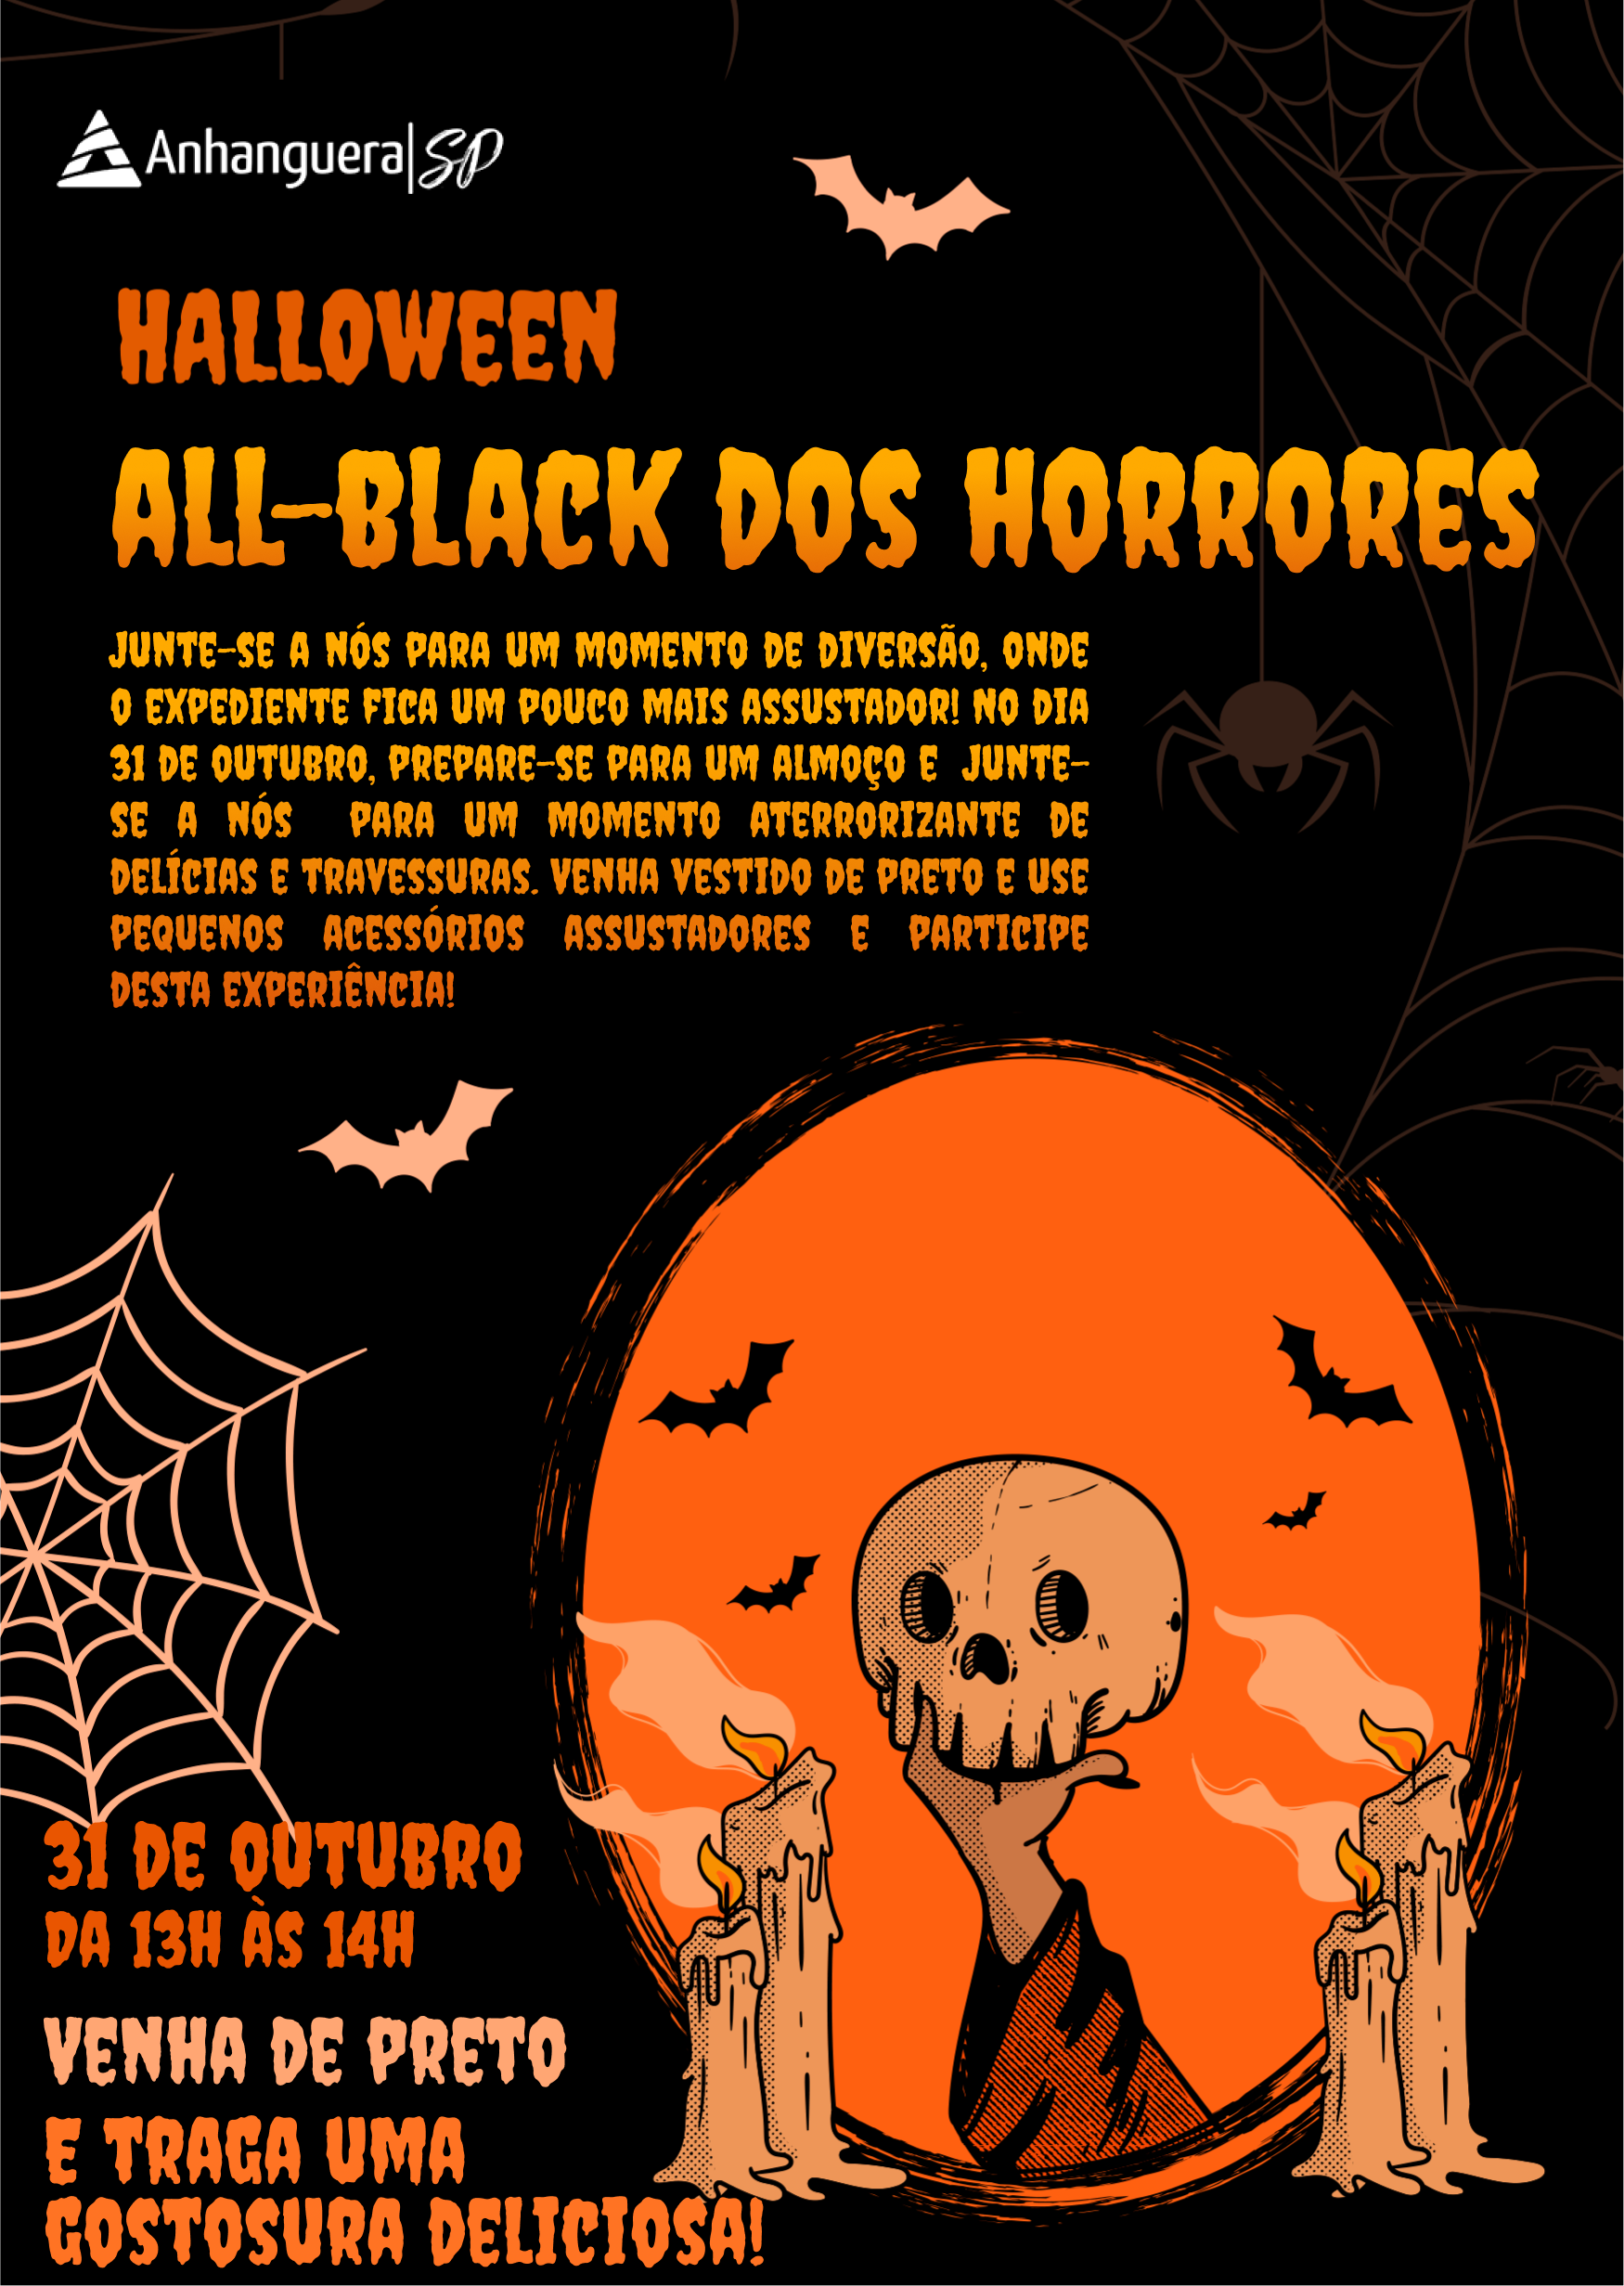 Anhanguera|SP
HALLOWEEN
ALL-BLACK DOS HORRORES
JUNTE-SE A NÓS PARA UM MOMENTO DE DIVERSÃO, ONDE
O EXPEDIENTE FICA UM POUCO MAIS ASSUSTADOR! NO DIA
31 DE OUTUBRO, PREPARE-SE PARA UM ALMOÇO E JUNTE-
SE A NÓS PARA UM MOMENTO ATERRORIZANTE DE
DELÍCIAS E TRAVESSURAS. VENHA VESTIDO DE PRETO E USE
PEQUENOS ACESSÓRIOS ASSUSTADORES E PARTICIPE
DESTA EXPERIÊNCIA!
31 DE OUTUBRO
DA 13H ÀS 14H
VENHA DE PRETO
E TRAGA UMA
GOSTOSURA DELICIOSA!